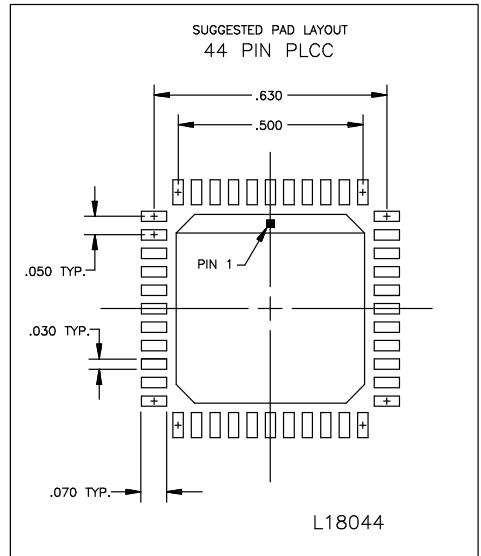 SUGGESTED PAD LAYOUT
44 PIN PLCC
.630
.500
PIN 1
.050 TYP.
.030 TYP.
.070 TYP.
L18044